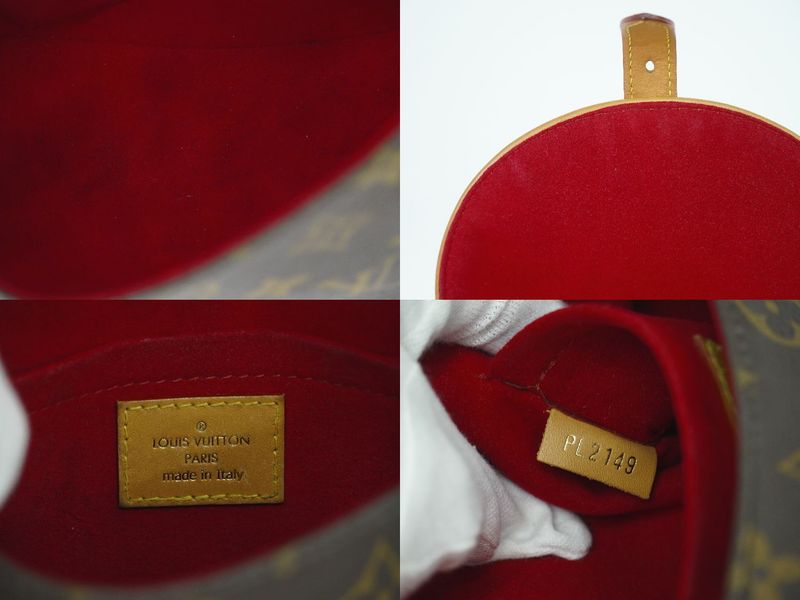 ®
LOUIS VUITTON
PARIS
made in Italy
PL2149